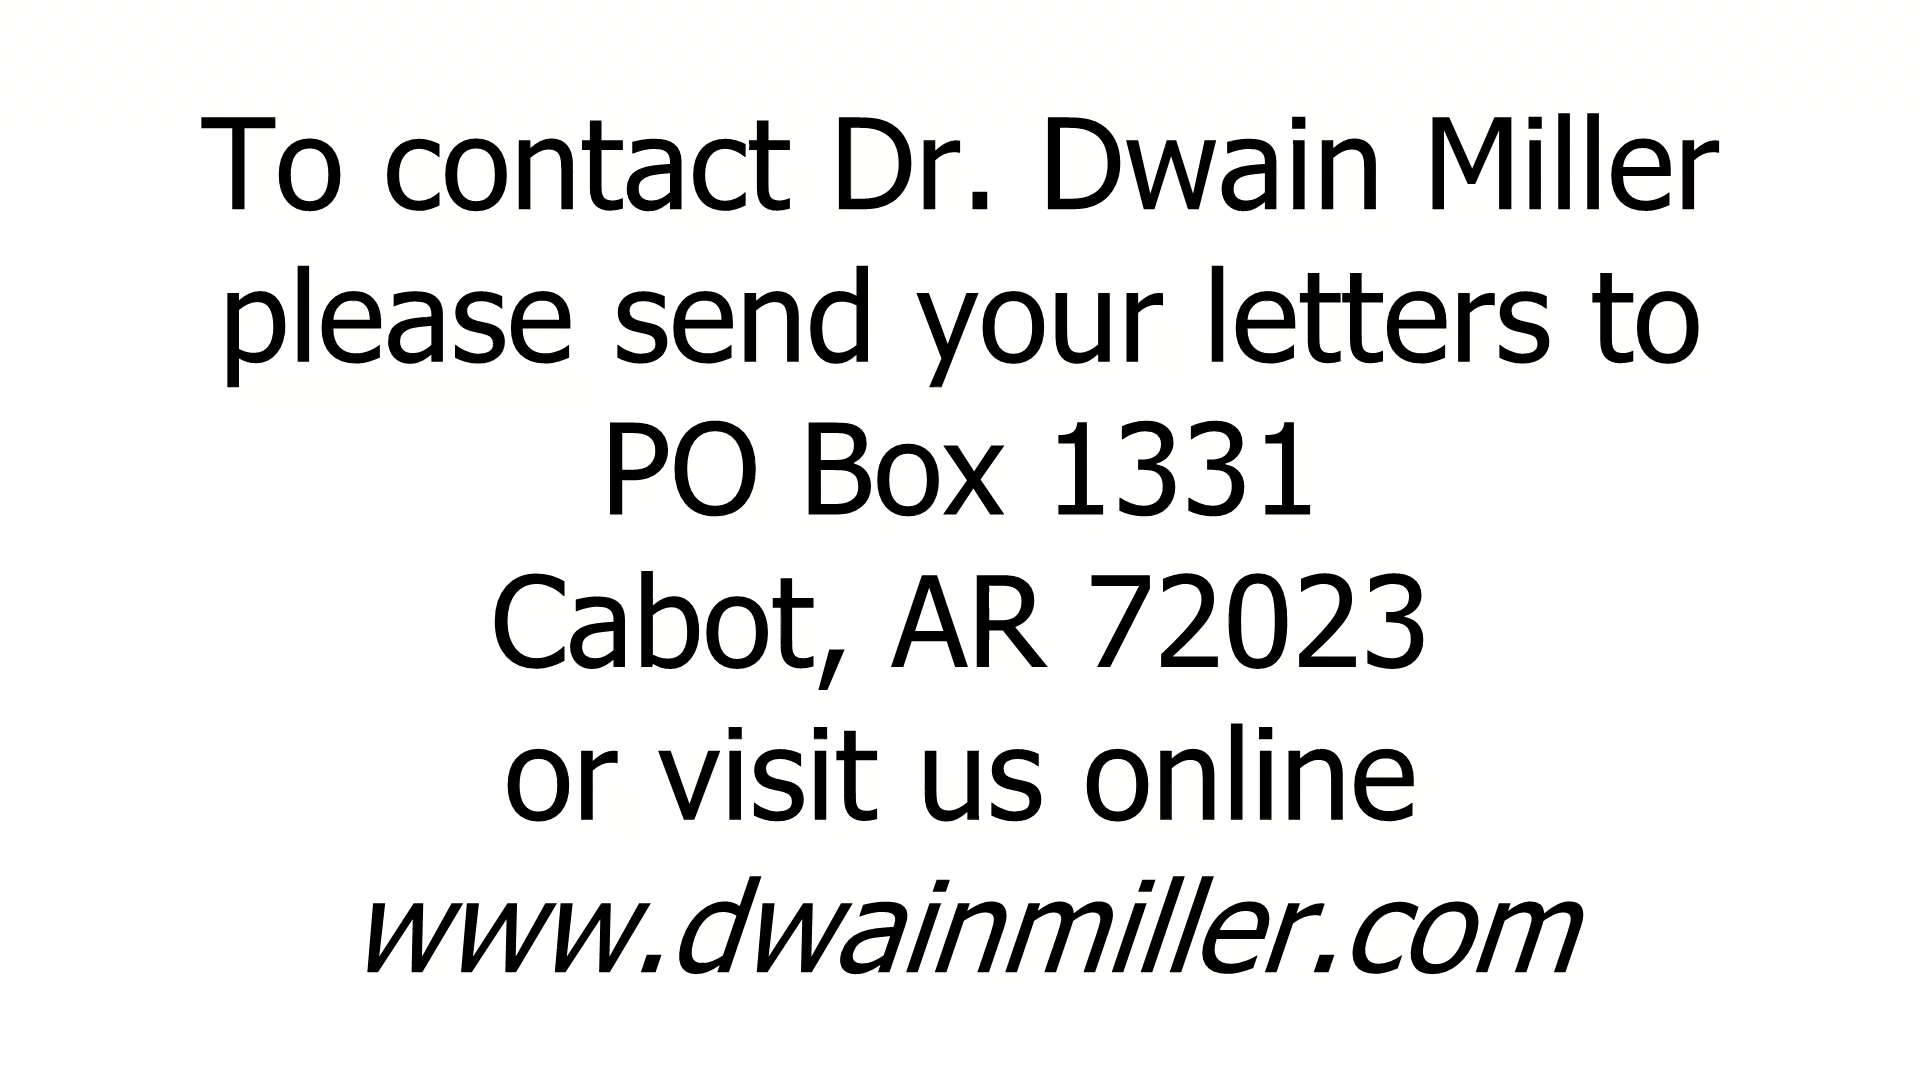 To contact Dr. Dwain Miller
please send your letters to
PO Box 1331
Cabot, AR 72023
or visit us online
www.dwainmiller.com